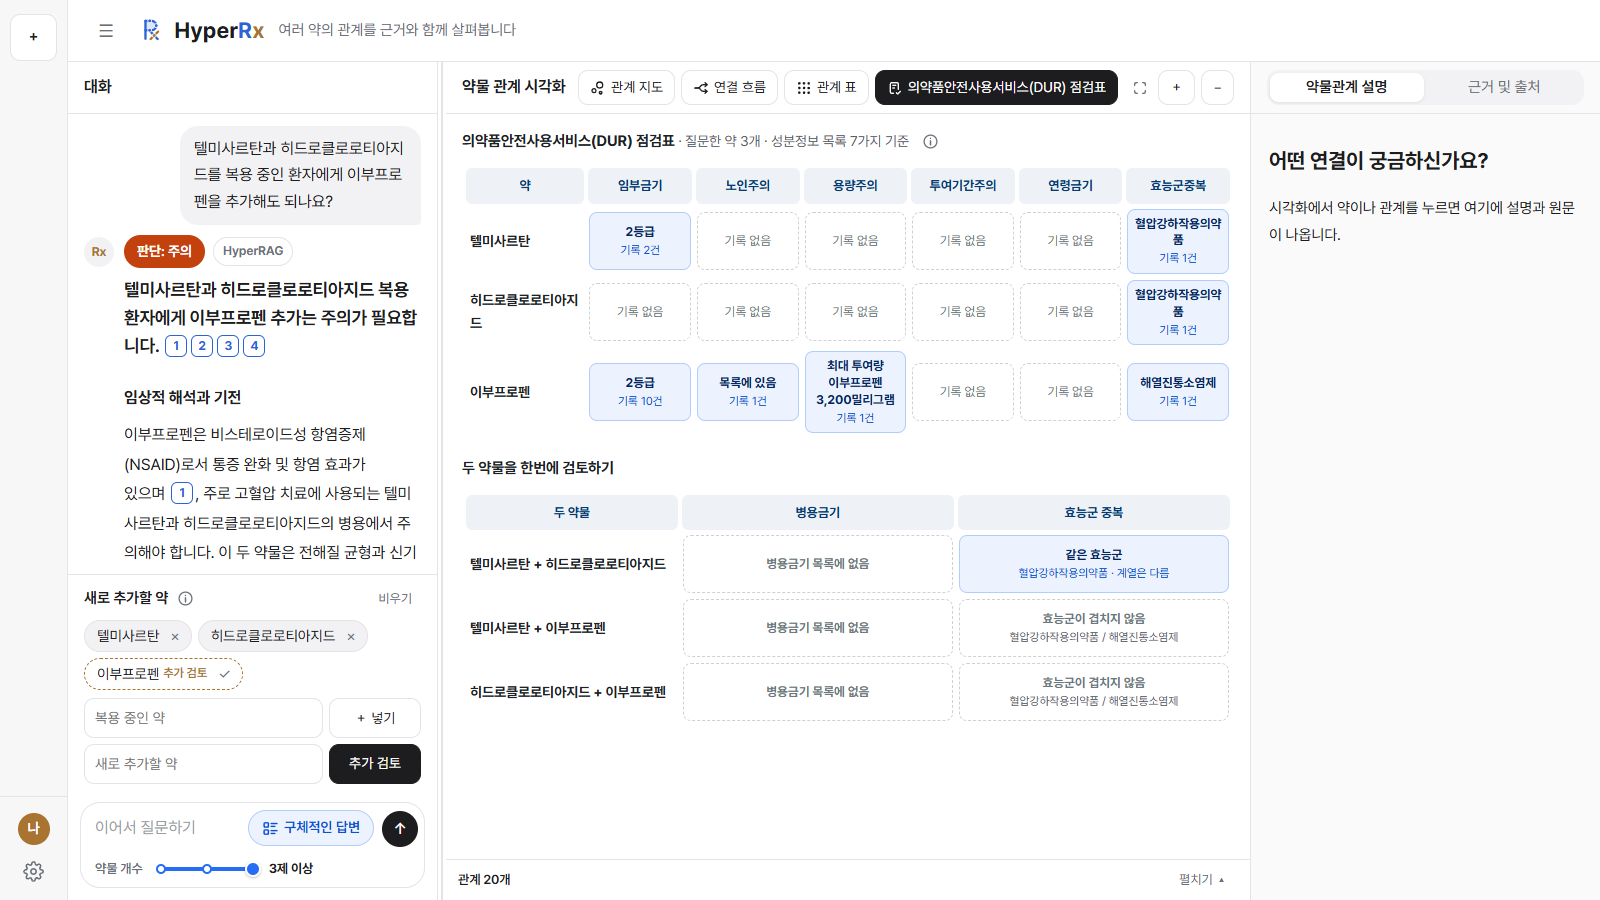 +
HyperRx 여러 약의 관계를 근거와 함께 살펴봅니다
대화
텔미사르탄과 히드로클로로티아지
드를 복용 중인 환자에게 이부프로
펜을 추가해도 되나요?
Rx 판단: 주의 HyperRAG
텔미사르탄과 히드로클로로티아지드 복용
환자에게 이부프로펜 추가는 주의가 필요합
니다. 1 2 3 4
임상적 해석과 기전
이부프로펜은 비스테로이드성 항염증제
(NSAID)로서 통증 완화 및 항염 효과가
있으며 1 , 주로 고혈압 치료에 사용되는 텔미
사르탄과 히드로클로로티아지드의 병용에서 주
의해야 합니다. 이 두 약물은 전해질 균형과 신기
새로 추가할 약 비우기
텔미사르탄 × 히드로클로로티아지드 ×
이부프로펜 추가 검토
복용 중인 약 + 넣기
새로 추가할 약 추가 검토
이어서 질문하기 구체적인 답변
약물 개수 3제 이상
나
약물 관계 시각화 관계 지도 연결 흐름 관계 표 의약품안전사용서비스(DUR) 점검표 + −
의약품안전사용서비스(DUR) 점검표 · 질문한 약 3개 · 성분정보 목록 7가지 기준
약 임부금기 노인주의 용량주의 투여기간주의 연령금기 효능군중복
텔미사르탄 2등급 기록 2건 기록 없음 기록 없음 기록 없음 기록 없음 혈압강하작용의약품 기록 1건
히드로클로로티아지드 기록 없음 기록 없음 기록 없음 기록 없음 기록 없음 혈압강하작용의약품 기록 1건
이부프로펜 2등급 기록 10건 목록에 있음 기록 1건 최대 투여량 이부프로펜 3,200밀리그램 기록 1건 기록 없음 기록 없음 해열진통소염제 기록 1건
두 약물을 한번에 검토하기
두 약물 병용금기 효능군 중복
텔미사르탄 + 히드로클로로티아지드 병용금기 목록에 없음 같은 효능군 혈압강하작용의약품 · 계열은 다름
텔미사르탄 + 이부프로펜 병용금기 목록에 없음 효능군이 겹치지 않음 혈압강하작용의약품 / 해열진통소염제
히드로클로로티아지드 + 이부프로펜 병용금기 목록에 없음 효능군이 겹치지 않음 혈압강하작용의약품 / 해열진통소염제
관계 20개 펼치기
약물관계 설명 근거 및 출처
어떤 연결이 궁금하신가요?
시각화에서 약이나 관계를 누르면 여기에 설명과 원문
이 나옵니다.